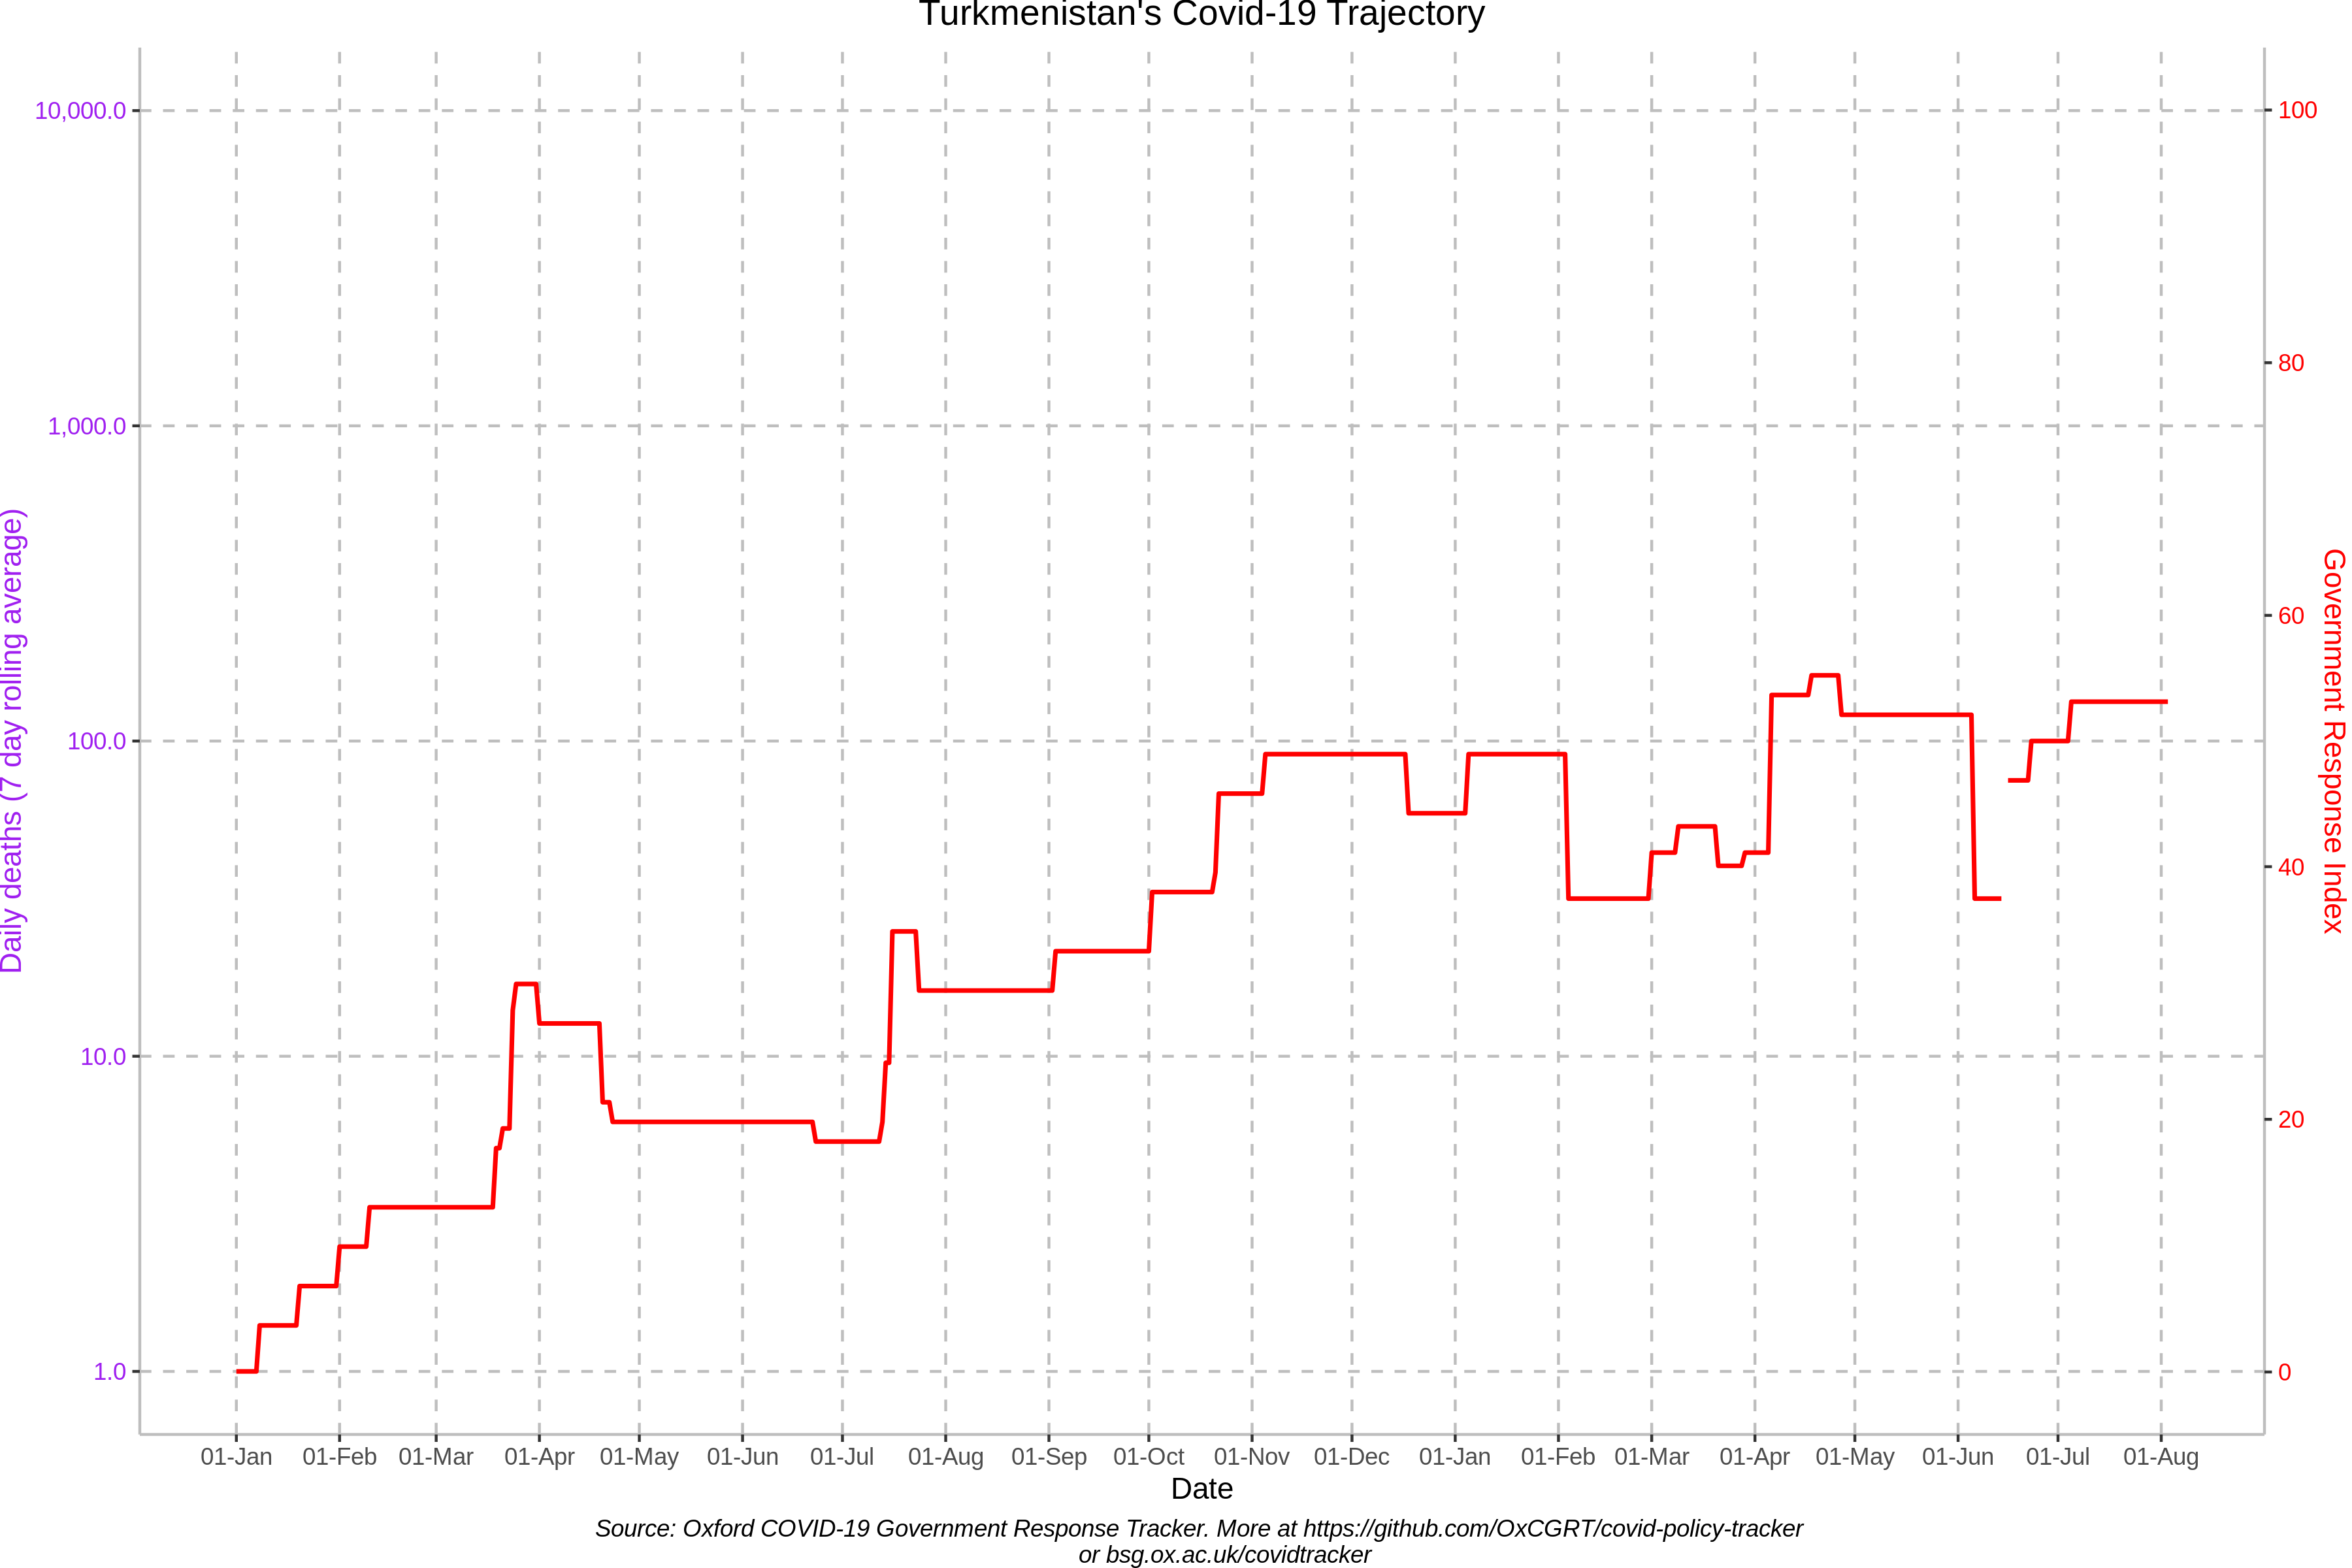 Turkmenistan's Covid-19 Trajectory
10,000.0
1,000.0
100.0
10.0
1.0
Daily deaths (7 day rolling average)
100
80
60
40
20
0
Government Response Index
01-Jan 01-Feb 01-Mar 01-Apr 01-May 01-Jun 01-Jul 01-Aug 01-Sep 01-Oct 01-Nov 01-Dec 01-Jan 01-Feb 01-Mar 01-Apr 01-May 01-Jun 01-Jul 01-Aug
Date
Source: Oxford COVID-19 Government Response Tracker. More at https://github.com/OxCGRT/covid-policy-tracker
or bsg.ox.ac.uk/covidtracker